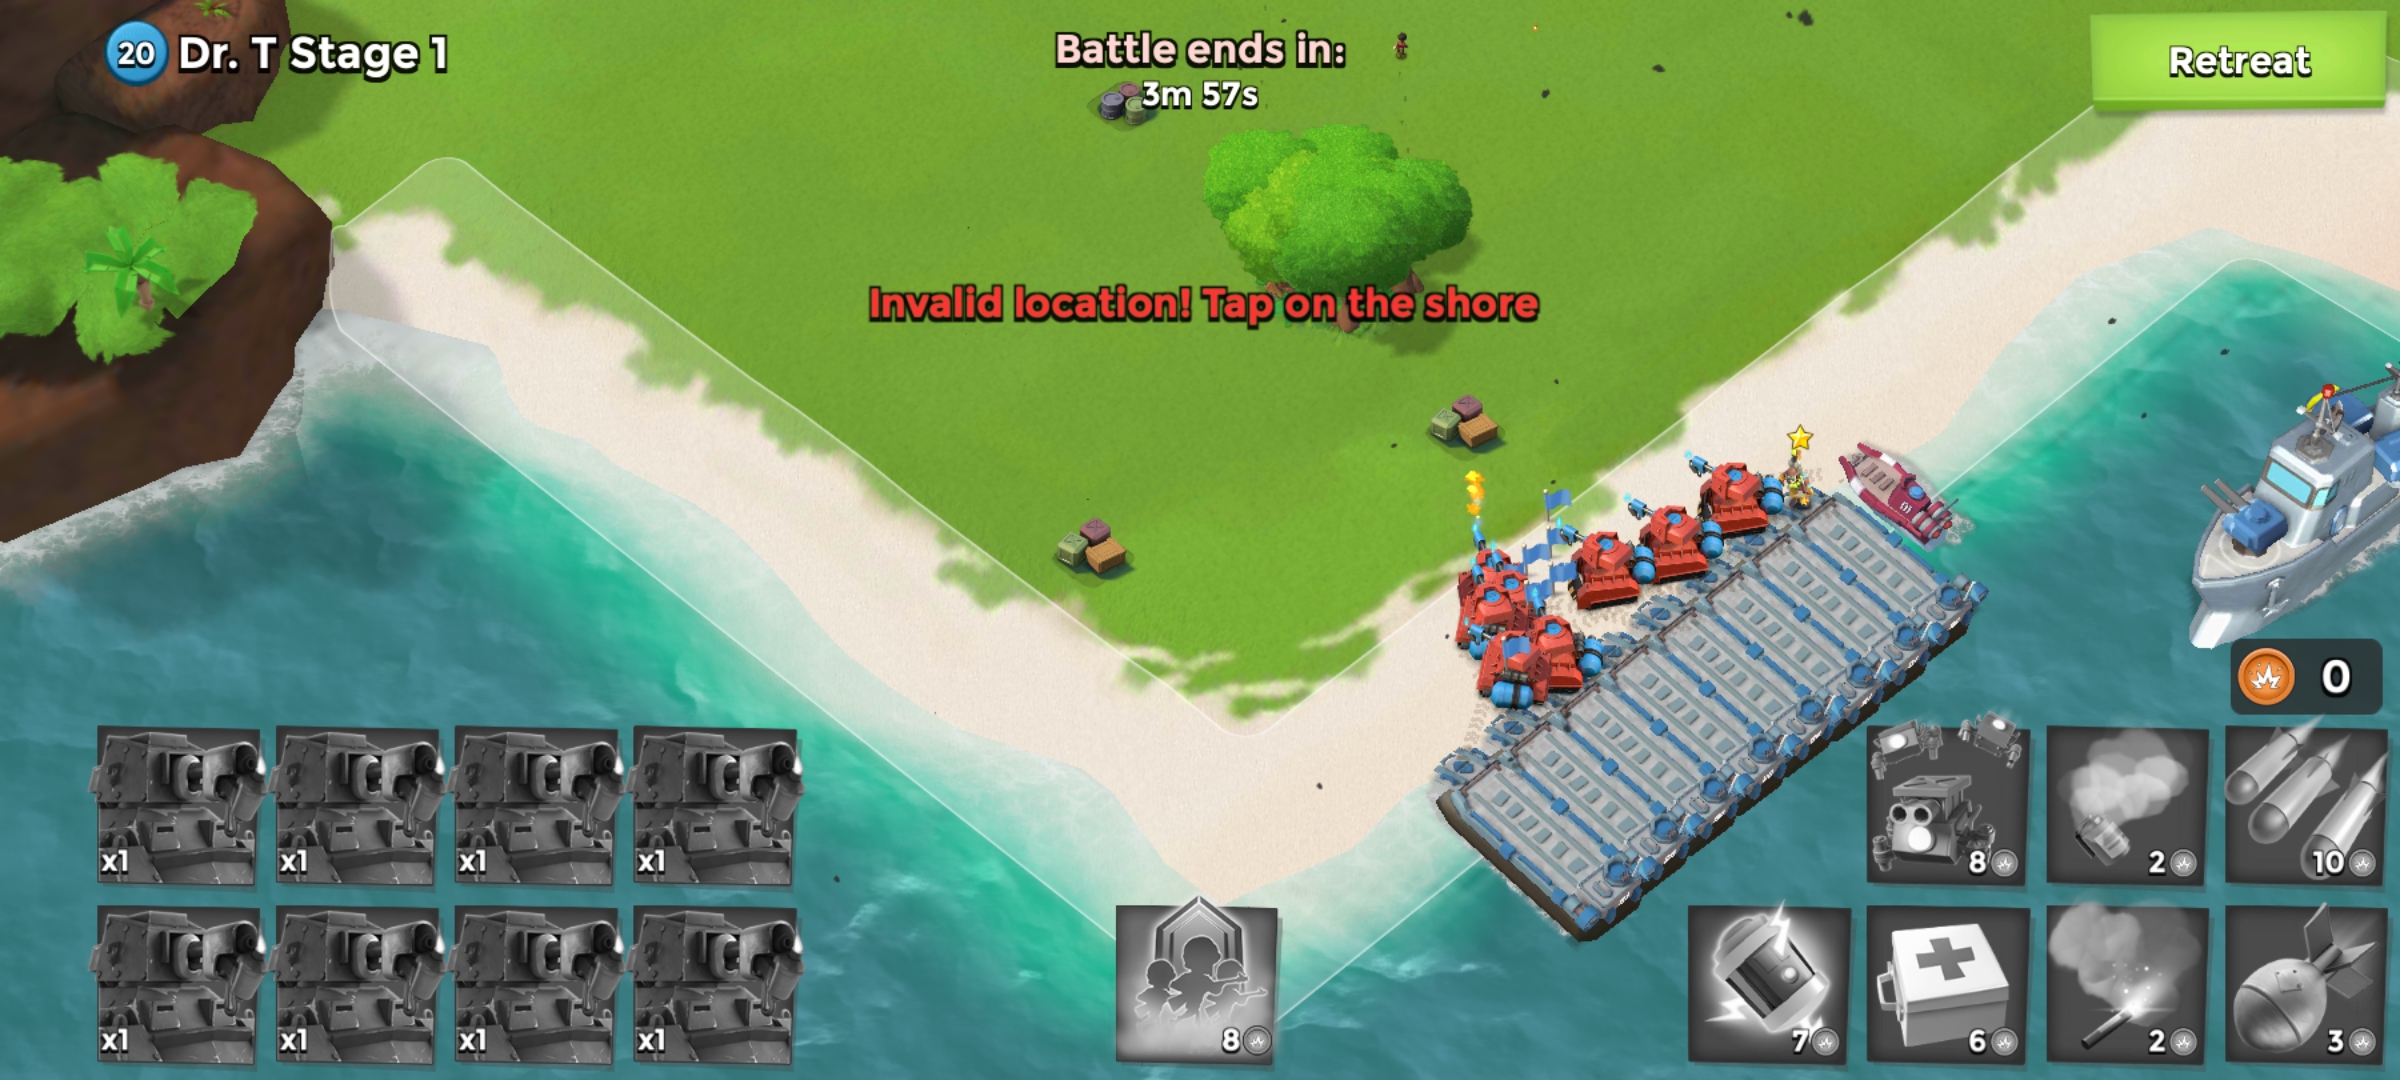 20 Dr. T Stage 1
Battle ends in:
3m 57s
Retreat
Invalid location! Tap on the shore
0
x1
x1
x1
x1
8
2
10
x1
x1
x1
x1
8
7
6
2
3